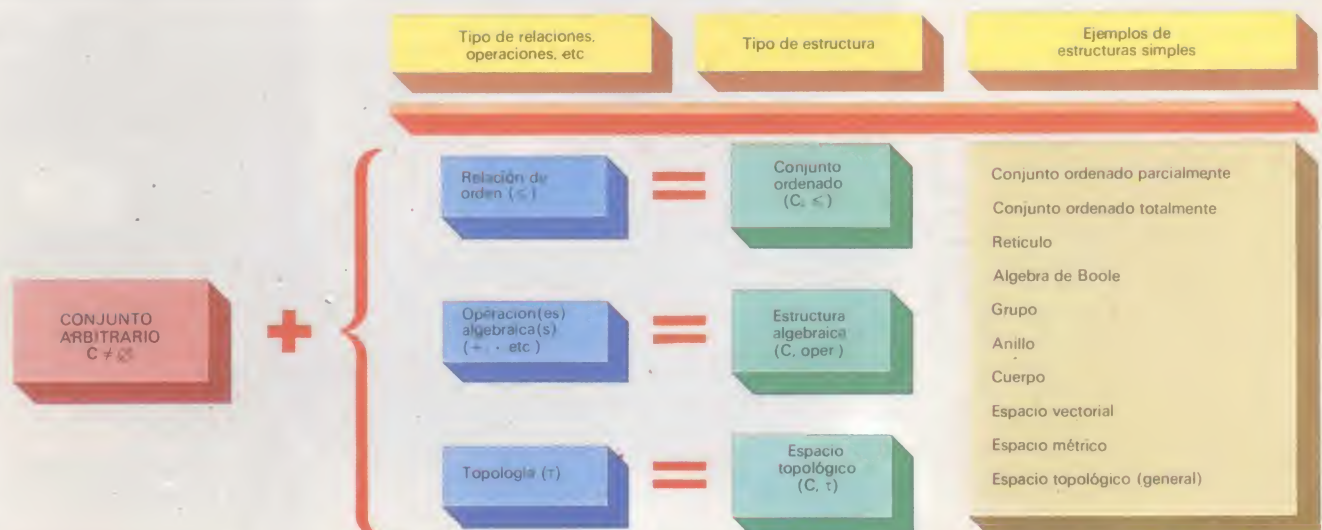 Tipo de relaciones,
operaciones, etc
Tipo de estructura
Ejemplos de
estructuras simples
CONJUNTO
ARBITRARIO
C ≠ ∅
+
Relación de
orden (≤)
=
Conjunto
ordenado
(C, ≤)
Operación(es)
algebraica(s)
(+, · etc)
=
Estructura
algebraica
(C, oper)
Topología (τ)
=
Espacio
topológico
(C, τ)
Conjunto ordenado parcialmente
Conjunto ordenado totalmente
Retículo
Algebra de Boole
Grupo
Anillo
Cuerpo
Espacio vectorial
Espacio métrico
Espacio topológico (general)